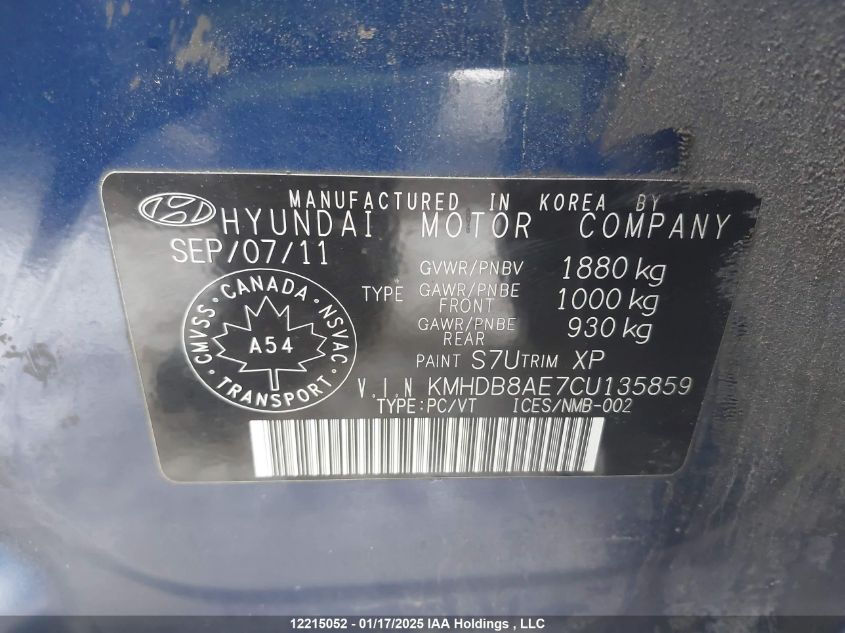 MANUFACTURED IN KOREA BY
HYUNDAI MOTOR COMPANY
SEP/07/11
GVWR/PNBV 1880 kg
TYPE GAWR/PNBE FRONT 1000 kg
GAWR/PNBE REAR 930 kg
CANADA
CMVSS · NSVAC
A54
TRANSPORT
PAINT S7U TRIM XP
V.I.N KMHDB8AE7CU135859
TYPE:PC/VT ICES/NMB-002
12215052 - 01/17/2025 IAA Holdings , LLC